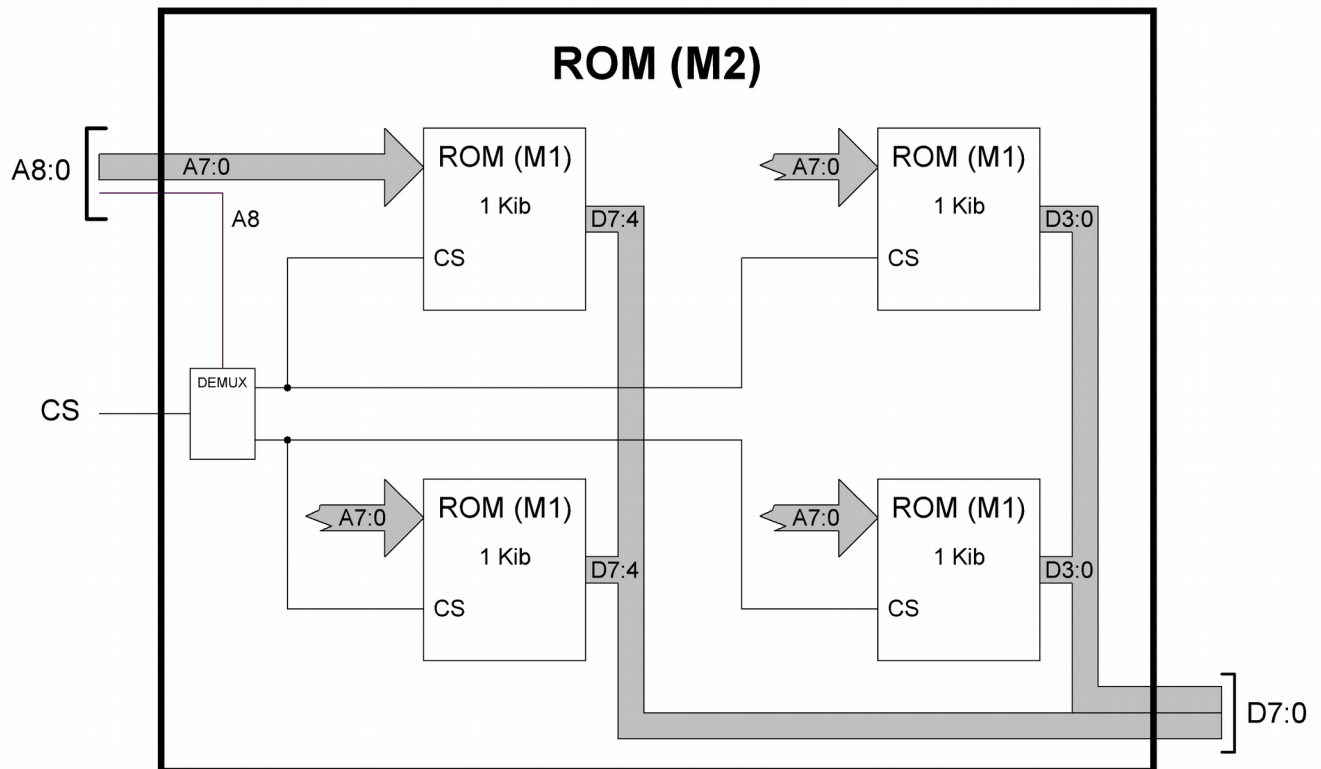 ROM (M2)
A8:0
A7:0
A8
ROM (M1)
1 Kib
CS
D7:4
A7:0
ROM (M1)
1 Kib
CS
D3:0
DEMUX
CS
A7:0
ROM (M1)
1 Kib
CS
D7:4
A7:0
ROM (M1)
1 Kib
CS
D3:0
D7:0